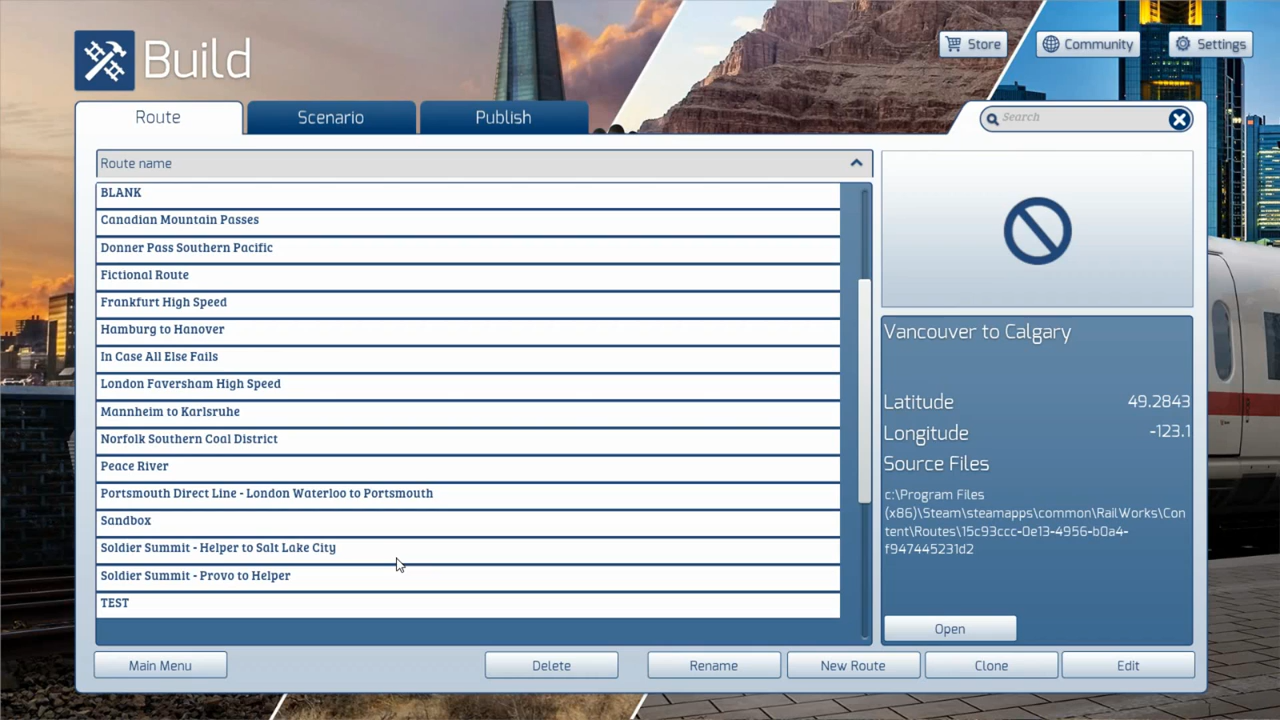 Build
Store
Community
Settings
Route
Scenario
Publish
Search
Route name
BLANK
Canadian Mountain Passes
Donner Pass Southern Pacific
Fictional Route
Frankfurt High Speed
Hamburg to Hanover
In Case All Else Fails
London Faversham High Speed
Mannheim to Karlsruhe
Norfolk Southern Coal District
Peace River
Portsmouth Direct Line - London Waterloo to Portsmouth
Sandbox
Soldier Summit - Helper to Salt Lake City
Soldier Summit - Provo to Helper
TEST
Vancouver to Calgary
Latitude 49.2843
Longitude -123.1
Source Files
c:\Program Files
(x86)\Steam\steamapps\common\RailWorks\Con
tent\Routes\15c93ccc-0e13-4956-b0a4-
f947445231d2
Open
Main Menu
Delete
Rename
New Route
Clone
Edit